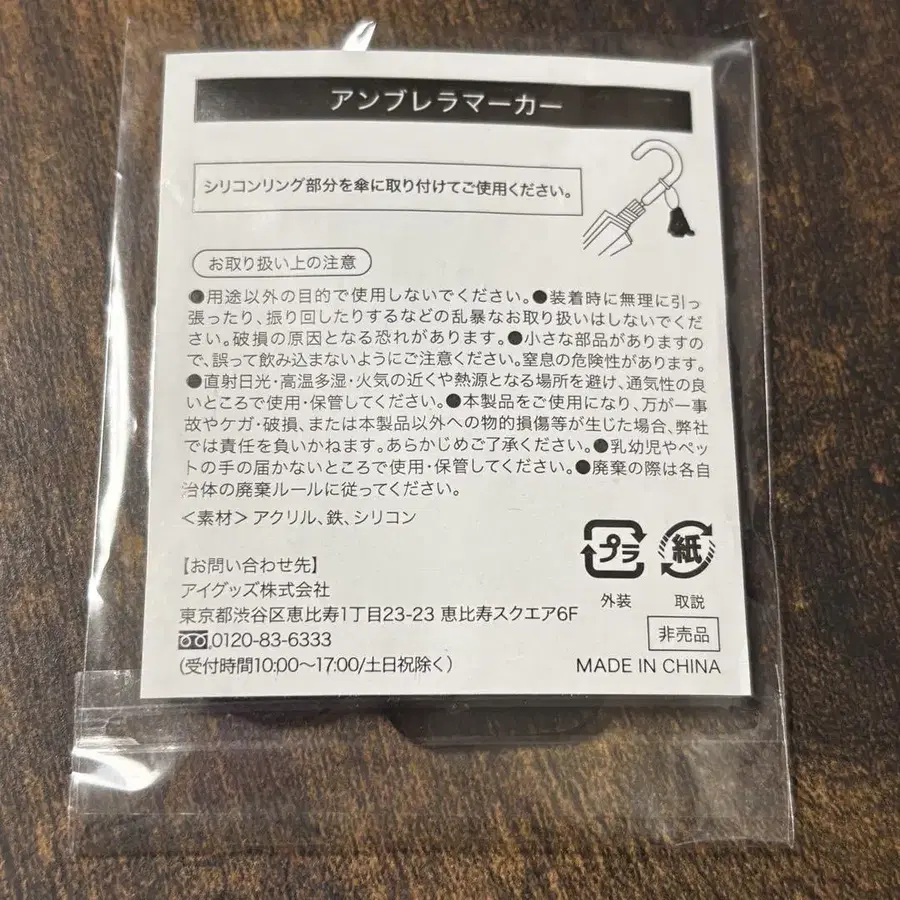 アンブレラマーカー
シリコンリング部分を傘に取り付けてご使用ください。
お取り扱い上の注意
●用途以外の目的で使用しないでください。●装着時に無理に引っ
張ったり、振り回したりするなどの乱暴なお取り扱いはしないでくだ
さい。破損の原因となる恐れがあります。●小さな部品がありますの
で、誤って飲み込まないようにご注意ください。窒息の危険性があります。
●直射日光・高温多湿・火気の近くや熱源となる場所を避け、通気性の良
いところで使用・保管してください。●本製品をご使用になり、万が一事
故やケガ・破損、または本製品以外への物的損傷等が生じた場合、弊社
では責任を負いかねます。あらかじめご了承ください。●乳幼児やペッ
トの手の届かないところで使用・保管してください。●廃棄の際は各自
治体の廃棄ルールに従ってください。
＜素材＞アクリル、鉄、シリコン
【お問い合わせ先】
アイグッズ株式会社
東京都渋谷区恵比寿1丁目23-23 恵比寿スクエア6F
0120-83-6333
(受付時間10:00～17:00/土日祝除く)
プラ
外装
紙
取説
非売品
MADE IN CHINA